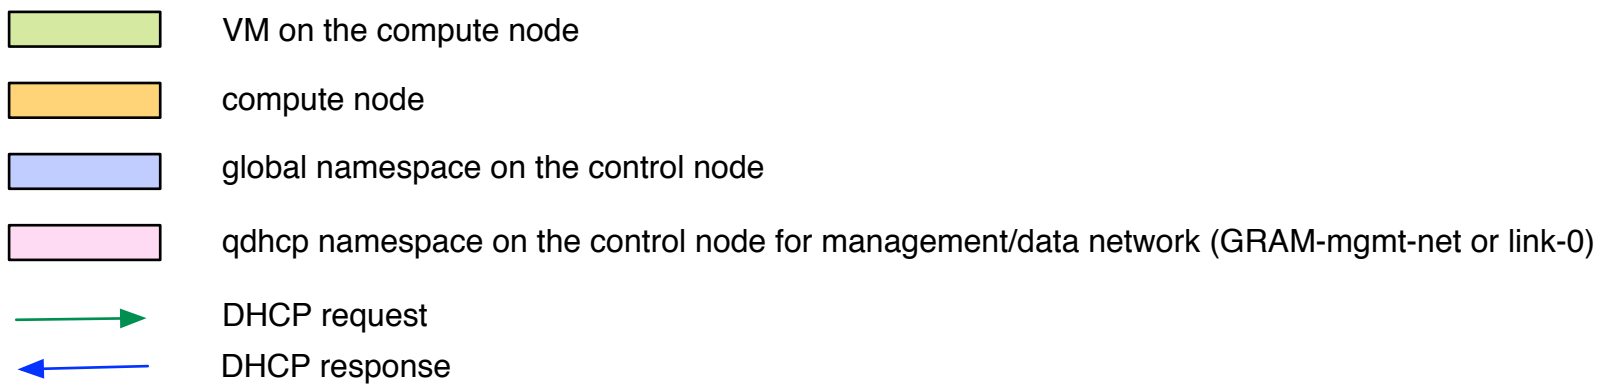 VM on the compute node
compute node
global namespace on the control node
qdhcp namespace on the control node for management/data network (GRAM-mgmt-net or link-0)
DHCP request
DHCP response